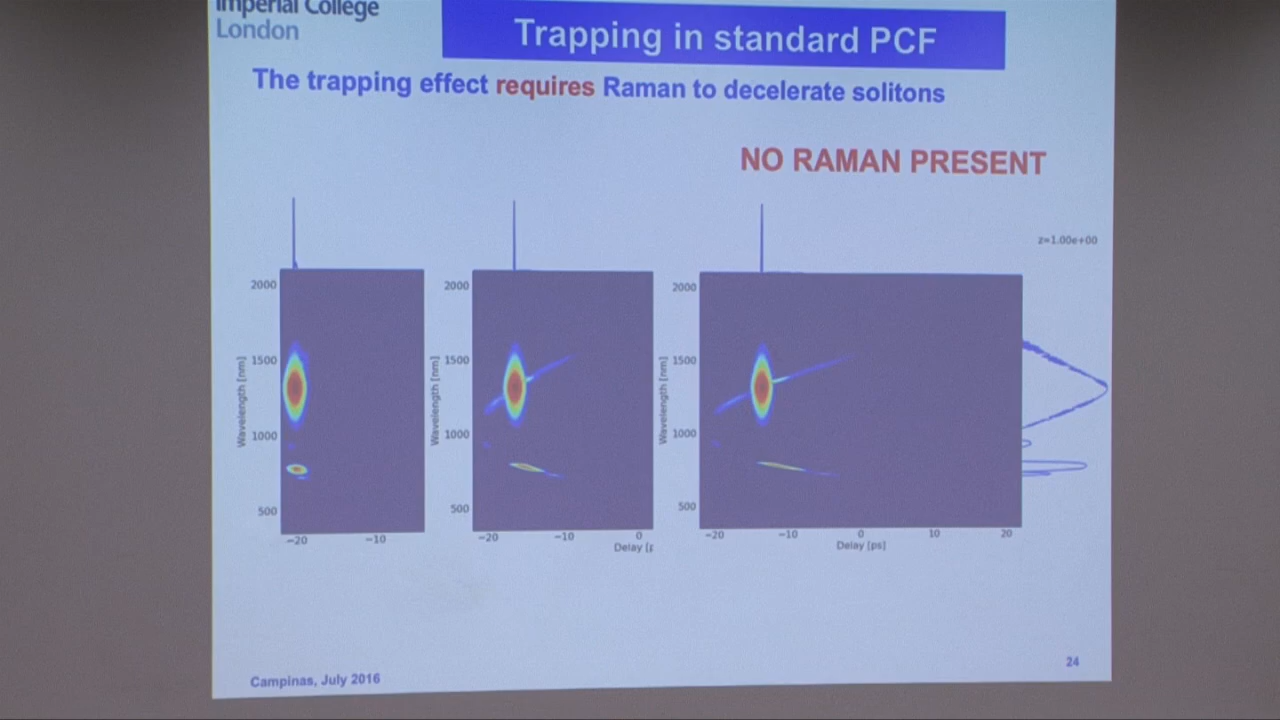 Imperial College
London
Trapping in standard PCF
The trapping effect requires Raman to decelerate solitons
NO RAMAN PRESENT
z=1.00e+00
2000
1500
1000
500
Wavelength [nm]
−20
−10
2000
1500
1000
500
Wavelength [nm]
−20
−10
0
Delay [
2000
1500
1000
500
Wavelength [nm]
−20
−10
0
10
20
Delay [ps]
Campinas, July 2016
24